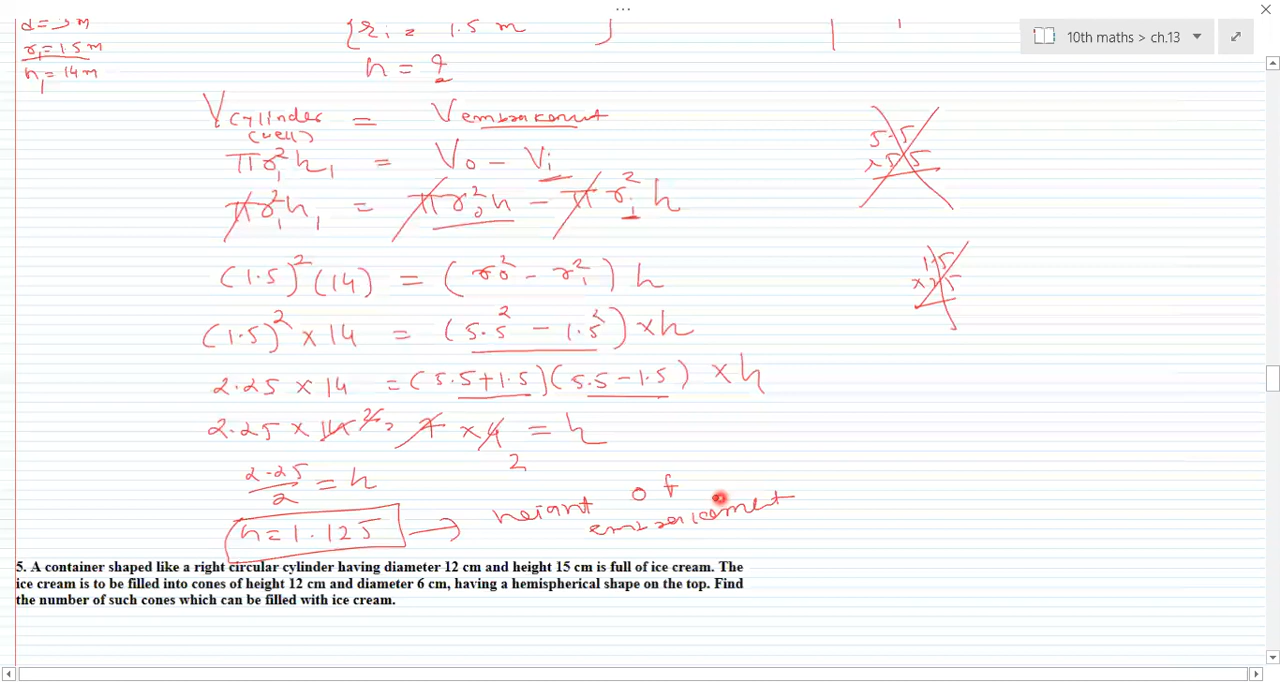 d = 3 m
r₁ = 1.5 m
h₁ = 14 m
{ rᵢ = 1.5 m }
10th maths > ch.13
h = ?
V cylinder (well) = V embankment
πr₁²h₁ = V₀ - Vᵢ
πr₁²h₁ = πr₀²h - πrᵢ²h
(1.5)²(14) = (r₀² - rᵢ²) h
(1.5)² × 14 = (5.5² - 1.5²) × h
2.25 × 14 = (5.5+1.5)(5.5-1.5) × h
2.25 × 14 ² ÷ 7 × 4 = h
2
2.25/2 = h
h = 1.125 → height of embankment
5.5
×5.5
1.5
×1.5
5. A container shaped like a right circular cylinder having diameter 12 cm and height 15 cm is full of ice cream. The
ice cream is to be filled into cones of height 12 cm and diameter 6 cm, having a hemispherical shape on the top. Find
the number of such cones which can be filled with ice cream.